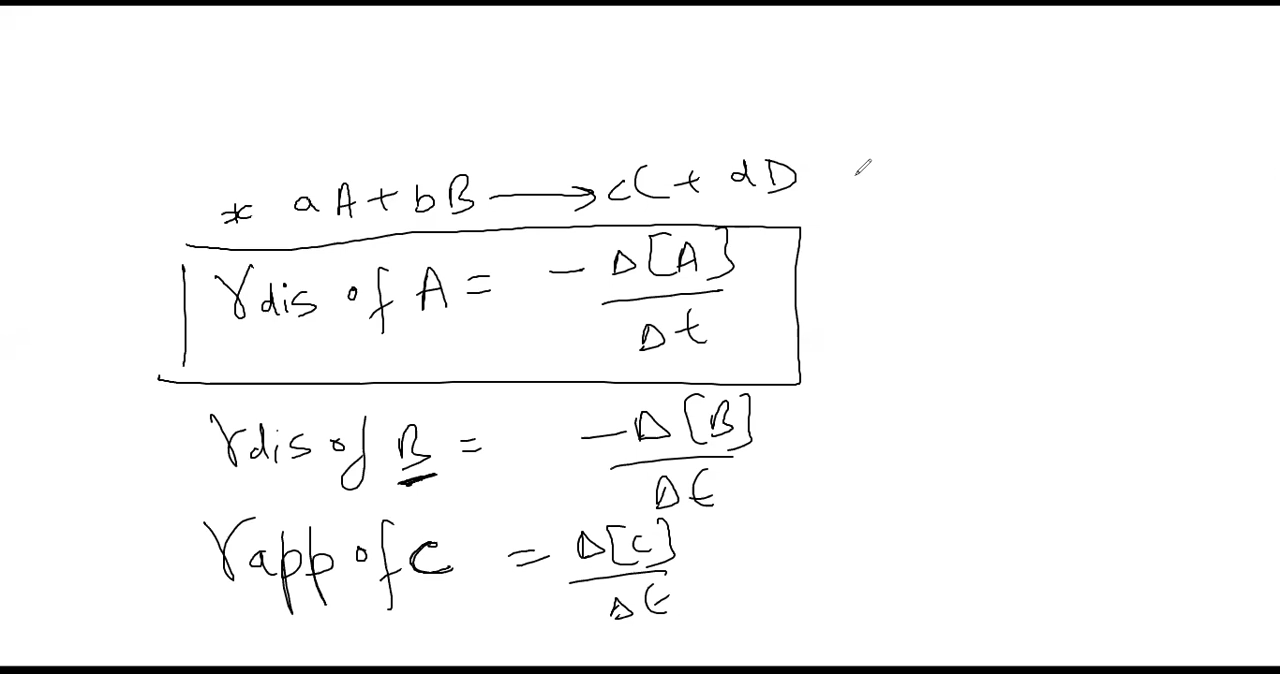 * aA + bB ⟶ cC + dD
rdis of A = - Δ[A] / Δt
rdis of B = - Δ[B] / Δt
rapp of C = Δ[C] / Δt